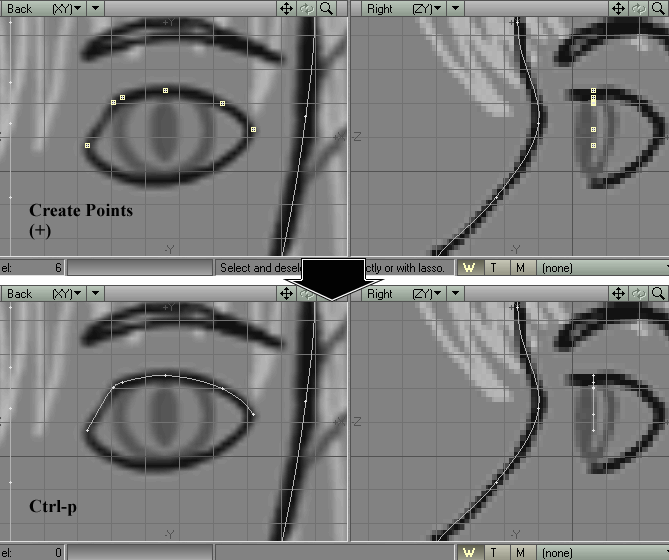 Back (XY) Right (ZY)
+Y +Y
Z
Create Points
(+)
-Y -Y
el: 6 Select and desele ctly or with lasso. W T M (none)
Back (XY) Right (ZY)
+Y +Y
Z
Ctrl-p
-Y -Y
el: 0 W T M (none)